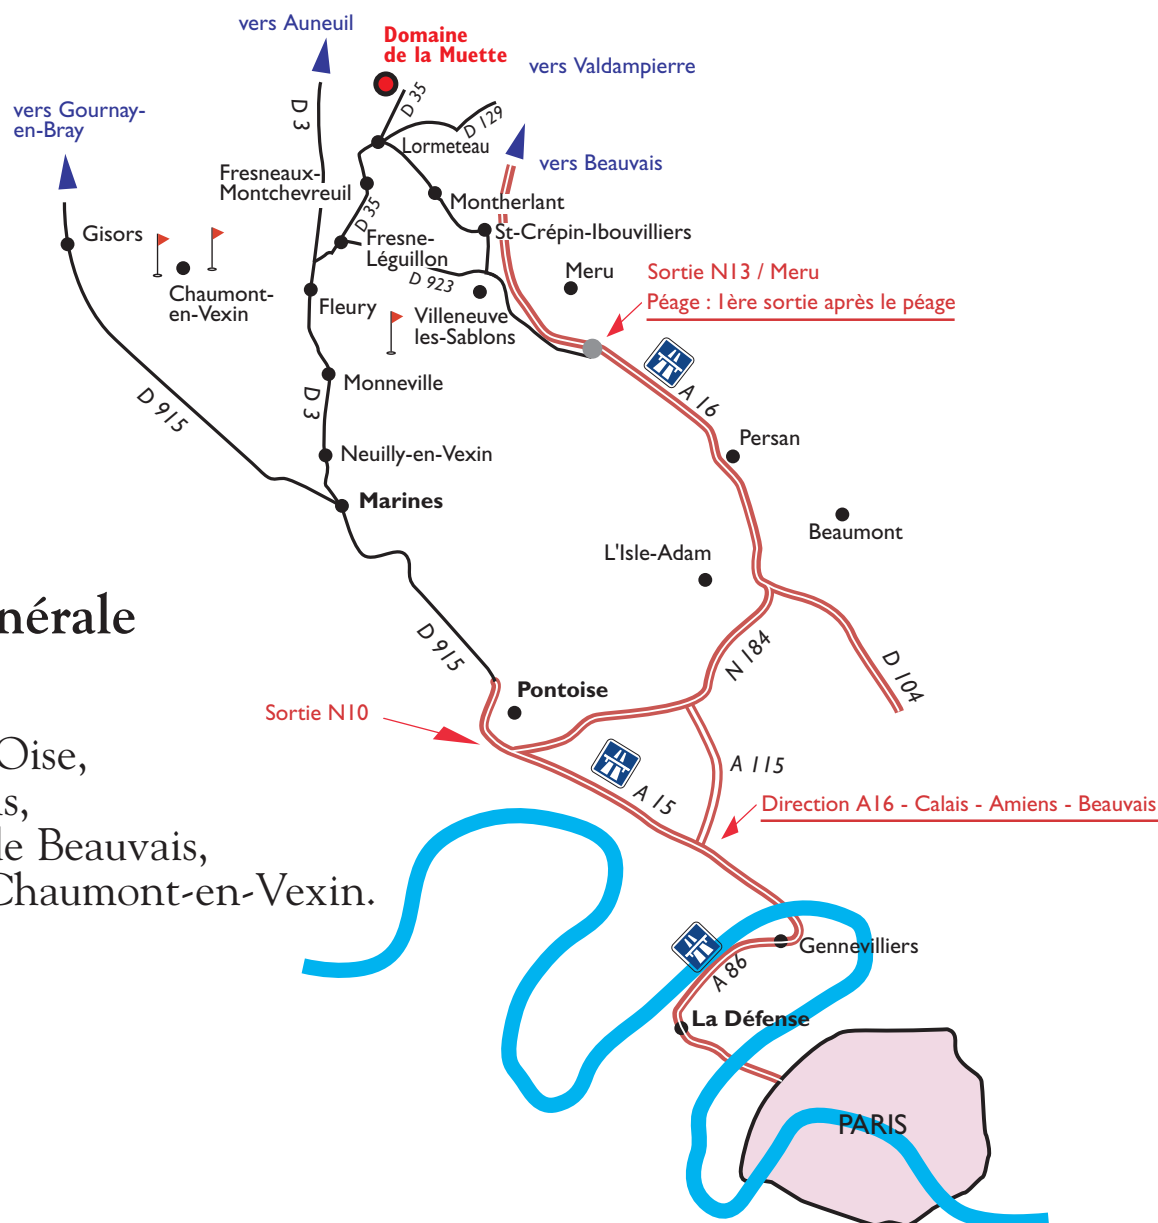 vers Auneuil
Domaine
de la Muette
vers Valdampierre
vers Gournay-
en-Bray
D 3
D 35
D 129
Lormeteau
vers Beauvais
Fresneaux-
Montchevreuil
Montherlant
D 35
Gisors
Fresne-
Léguillon
St-Crépin-Ibouvilliers
D 923
Meru
Sortie N13 / Meru
Péage : 1ère sortie après le péage
Chaumont-
en-Vexin
Fleury
Villeneuve
les-Sablons
Monneville
D 3
D 915
A 16
Persan
Neuilly-en-Vexin
Marines
Beaumont
L'Isle-Adam
nérale
D 915
N 184
D 104
Pontoise
Sortie N10
Oise,
A 115
A 15
Direction A16 - Calais - Amiens - Beauvais
s,
le Beauvais,
Chaumont-en-Vexin.
Gennevilliers
A 86
La Défense
PARIS